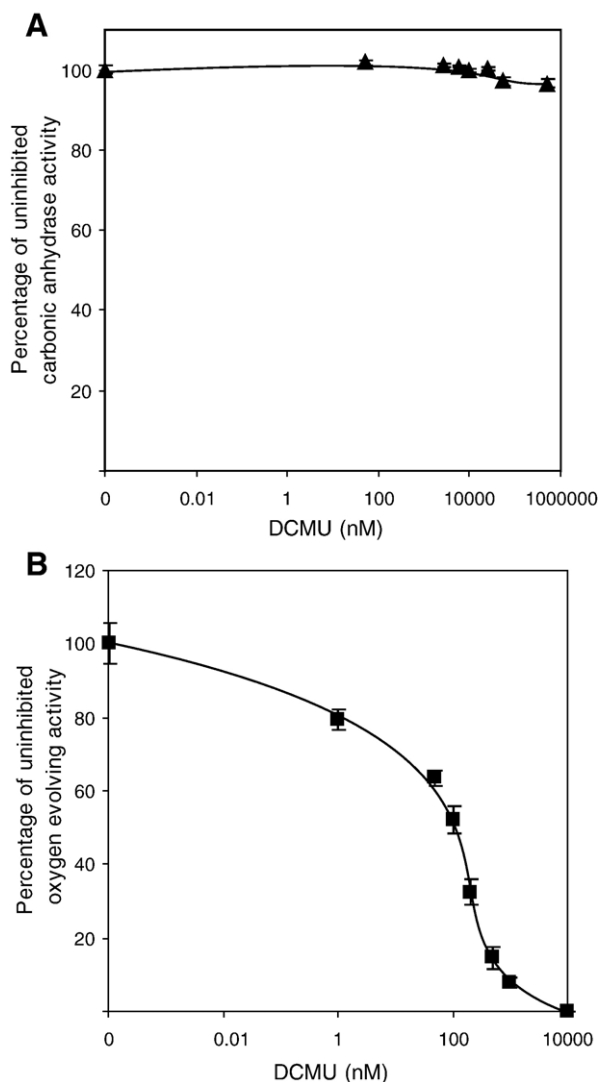 A
Percentage of uninhibited
carbonic anhydrase activity
100
80
60
40
20
0 0.01 1 100 10000 1000000
DCMU (nM)
B
Percentage of uninhibited
oxygen evolving activity
120
100
80
60
40
20
0 0.01 1 100 10000
DCMU (nM)